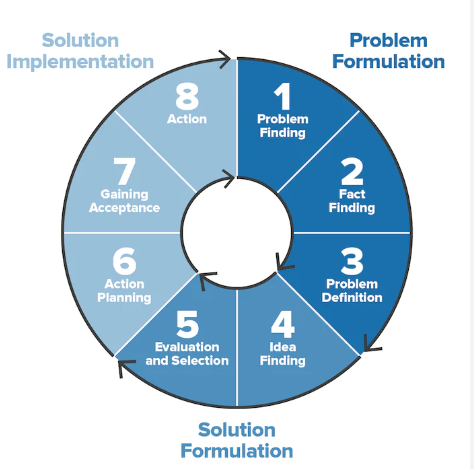 Solution
Implementation
Problem
Formulation
1
Problem
Finding
2
Fact
Finding
3
Problem
Definition
4
Idea
Finding
5
Evaluation
and Selection
6
Action
Planning
7
Gaining
Acceptance
8
Action
Solution
Formulation